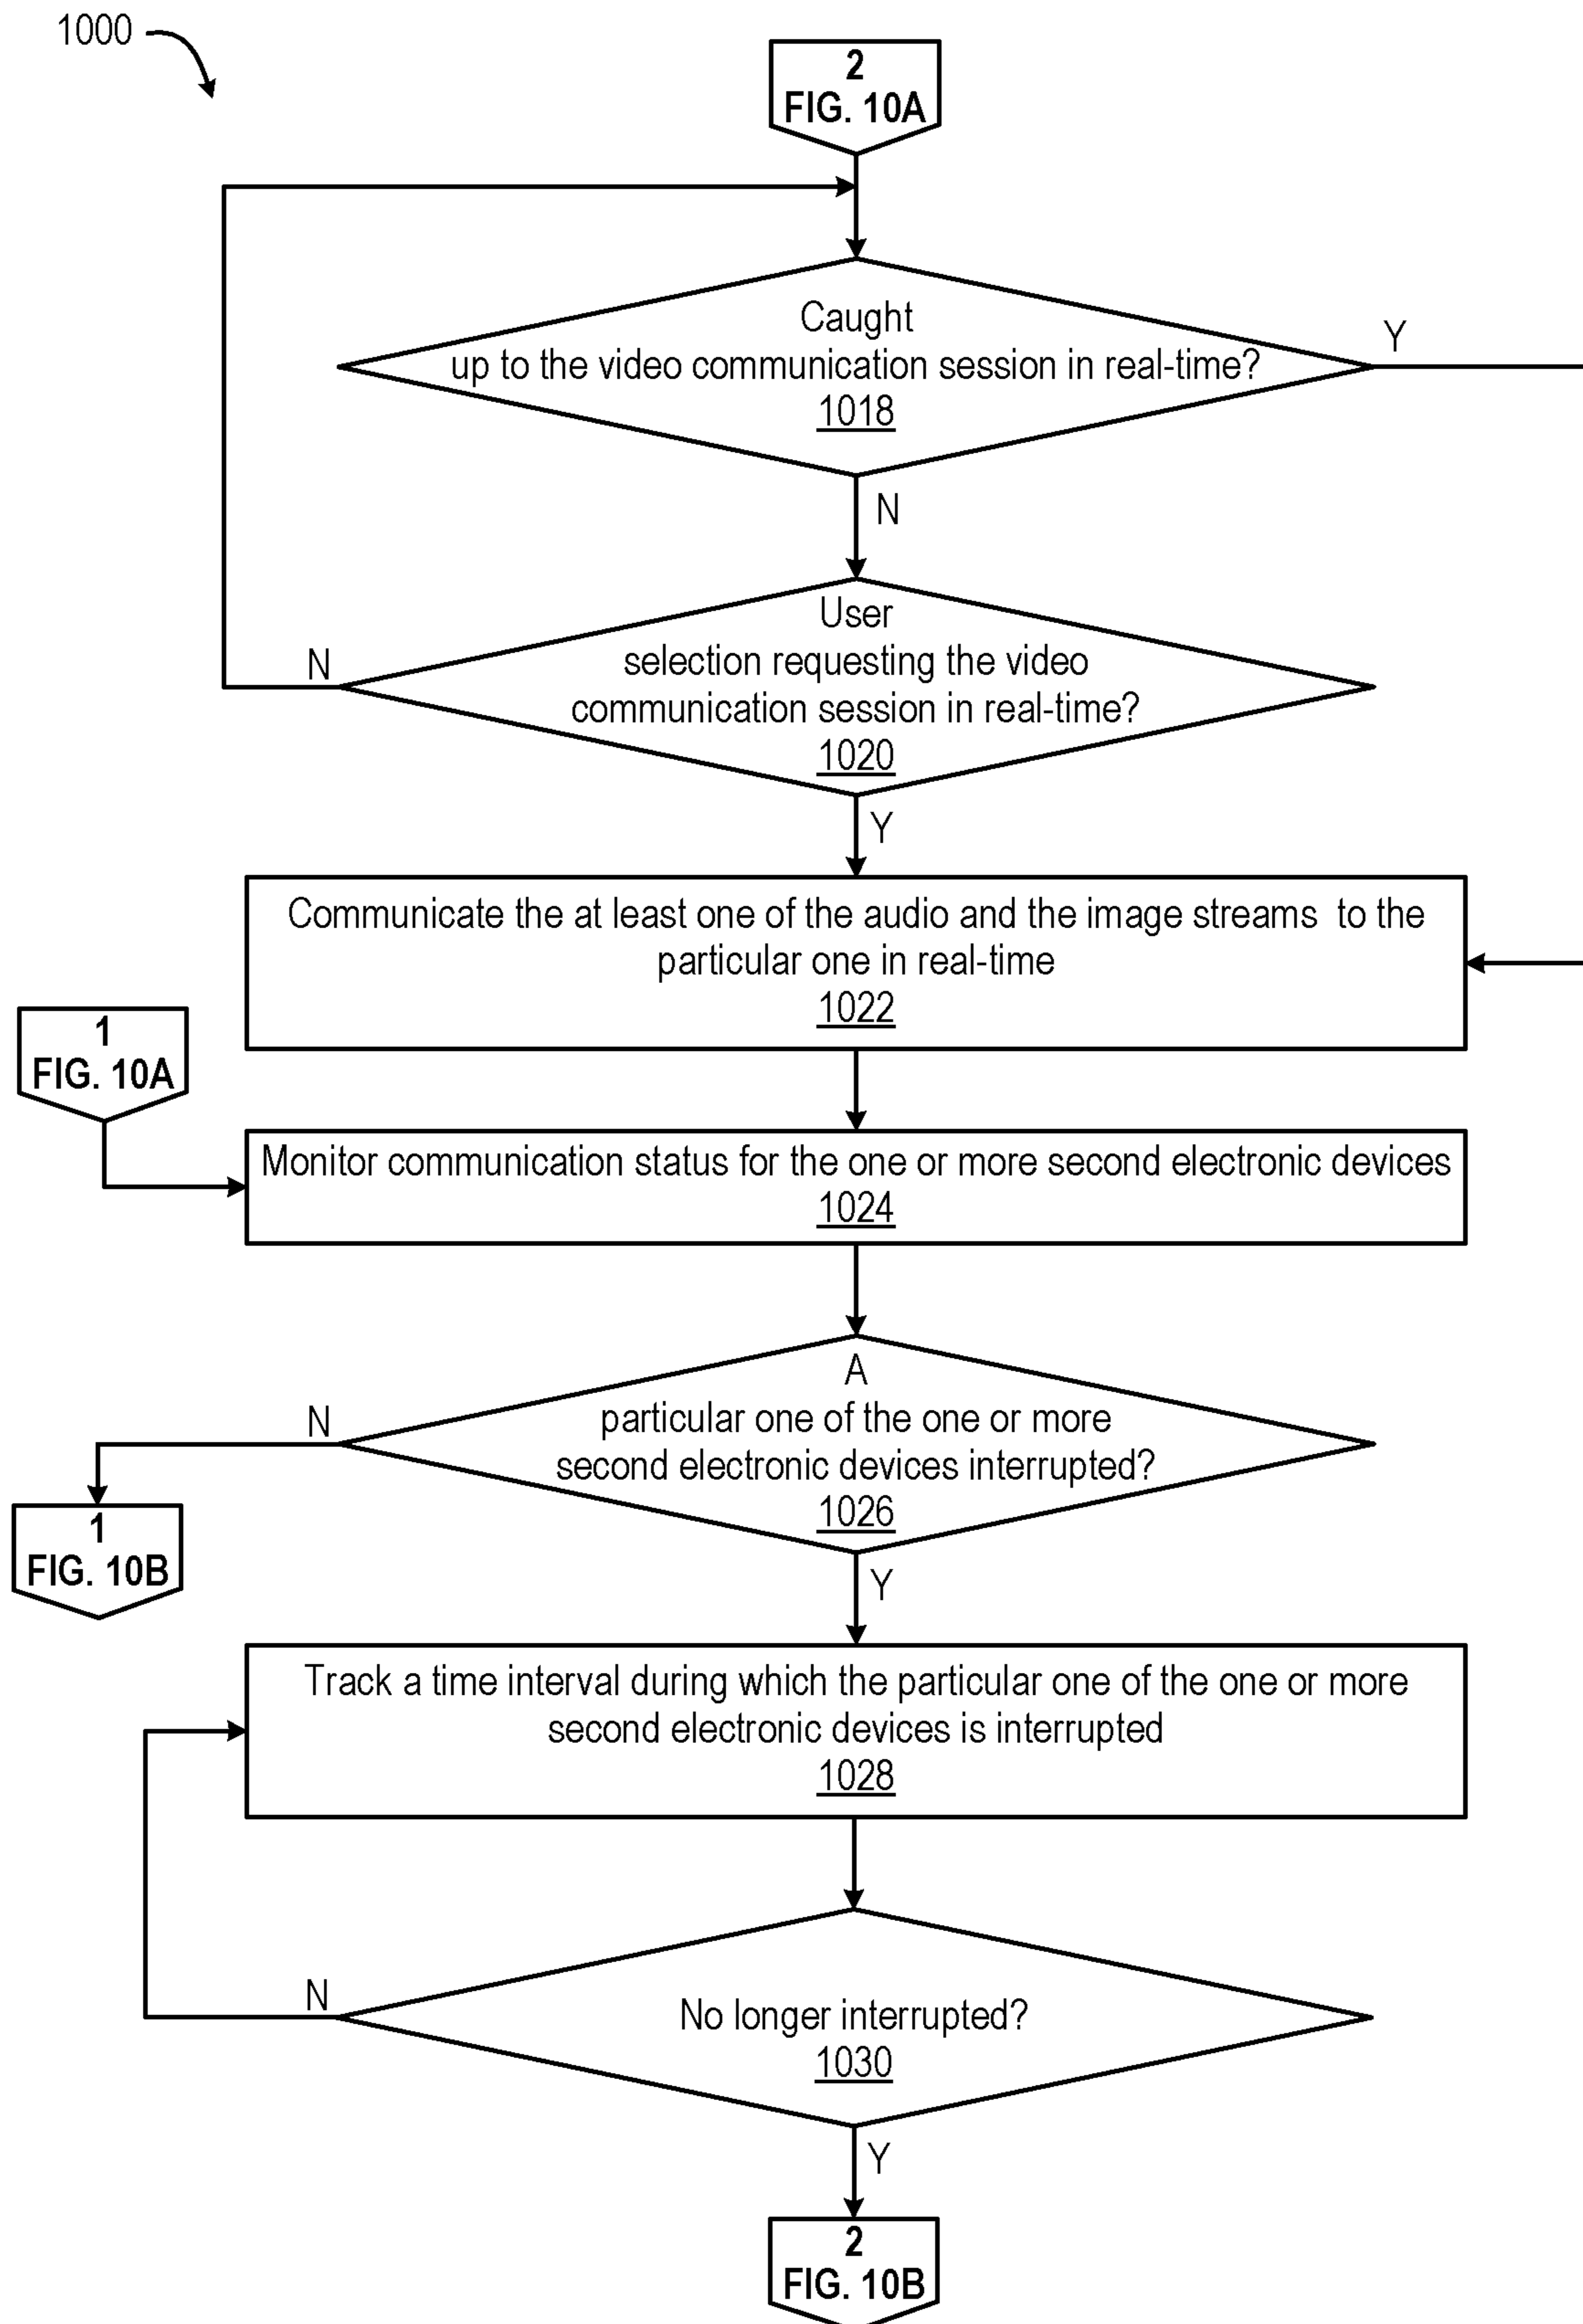 1000
2
FIG. 10A
Caught
up to the video communication session in real-time?
1018
Y
N
User
selection requesting the video
communication session in real-time?
1020
N
Y
Communicate the at least one of the audio and the image streams to the
particular one in real-time
1022
1
FIG. 10A
Monitor communication status for the one or more second electronic devices
1024
A
particular one of the one or more
second electronic devices interrupted?
1026
N
1
FIG. 10B
Y
Track a time interval during which the particular one of the one or more
second electronic devices is interrupted
1028
No longer interrupted?
1030
N
Y
2
FIG. 10B